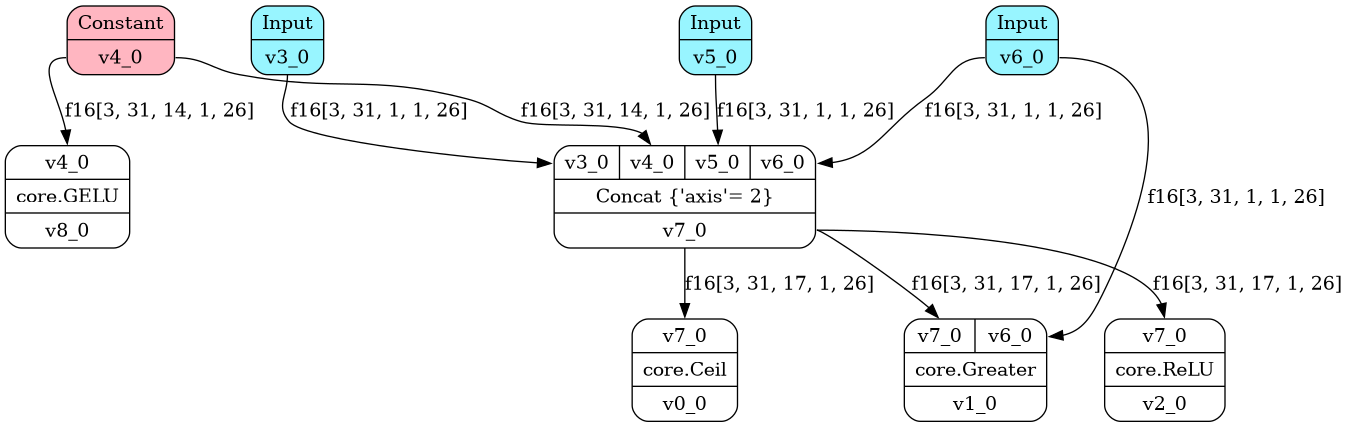 Constant
v4_0
Input
v3_0
Input
v5_0
Input
v6_0
f16[3, 31, 14, 1, 26]
f16[3, 31, 1, 1, 26]
f16[3, 31, 14, 1, 26]
f16[3, 31, 1, 1, 26]
f16[3, 31, 1, 1, 26]
v4_0
core.GELU
v8_0
v3_0 v4_0 v5_0 v6_0
Concat {'axis'= 2}
v7_0
f16[3, 31, 1, 1, 26]
f16[3, 31, 17, 1, 26]
f16[3, 31, 17, 1, 26]
f16[3, 31, 17, 1, 26]
v7_0
core.Ceil
v0_0
v7_0 v6_0
core.Greater
v1_0
v7_0
core.ReLU
v2_0